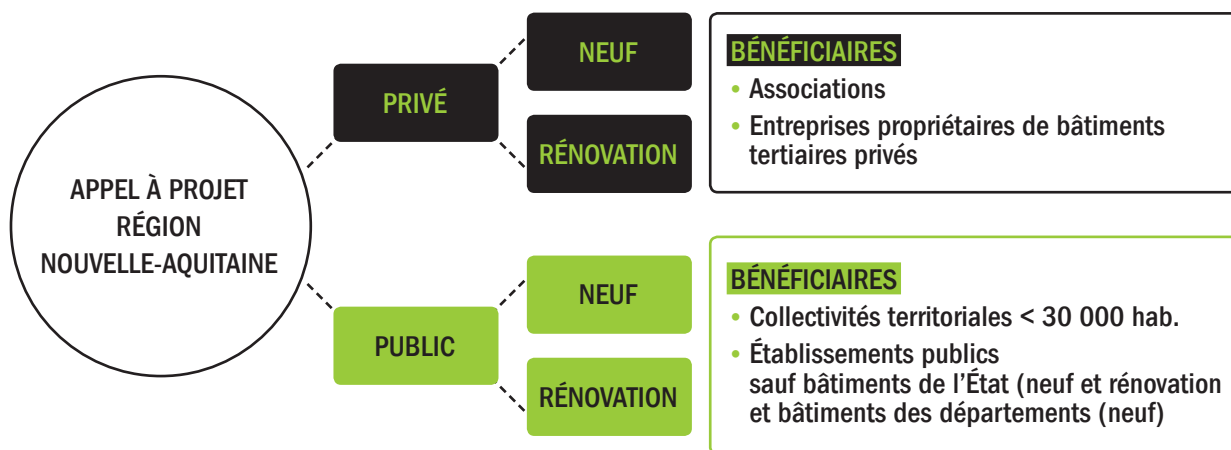 APPEL À PROJET
RÉGION
NOUVELLE-AQUITAINE
PRIVÉ
NEUF
RÉNOVATION
BÉNÉFICIAIRES
• Associations
• Entreprises propriétaires de bâtiments
tertiaires privés
PUBLIC
NEUF
RÉNOVATION
BÉNÉFICIAIRES
• Collectivités territoriales < 30 000 hab.
• Établissements publics
sauf bâtiments de l'État (neuf et rénovation
et bâtiments des départements (neuf)